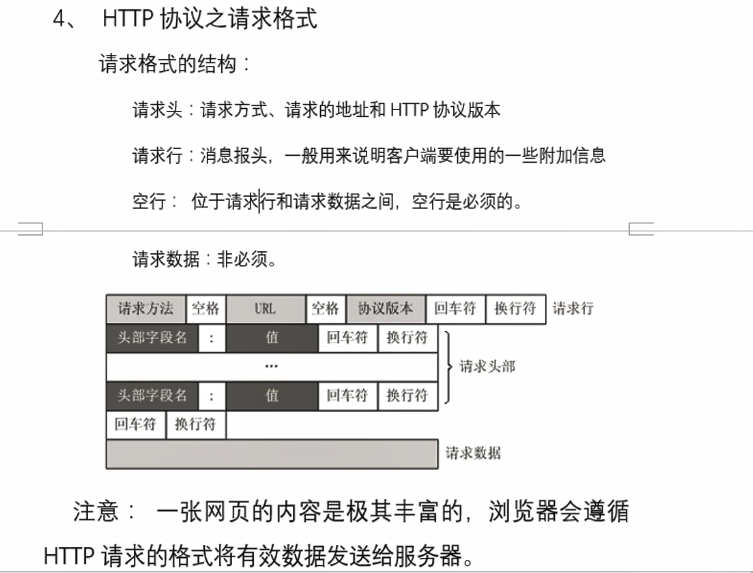 4、 HTTP 协议之请求格式
请求格式的结构：
请求头：请求方式、请求的地址和 HTTP 协议版本
请求行：消息报头，一般用来说明客户端要使用的一些附加信息
空行： 位于请求行和请求数据之间，空行是必须的。
请求数据：非必须。
请求方法 空格 URL 空格 协议版本 回车符 换行符 请求行
头部字段名 : 值 回车符 换行符
... 请求头部
头部字段名 : 值 回车符 换行符
回车符 换行符
请求数据
注意： 一张网页的内容是极其丰富的，浏览器会遵循
HTTP 请求的格式将有效数据发送给服务器。